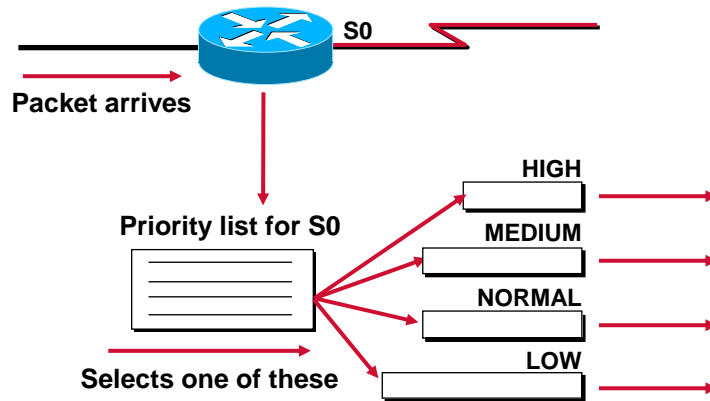 S0
Packet arrives
HIGH
Priority list for S0
MEDIUM
NORMAL
LOW
Selects one of these